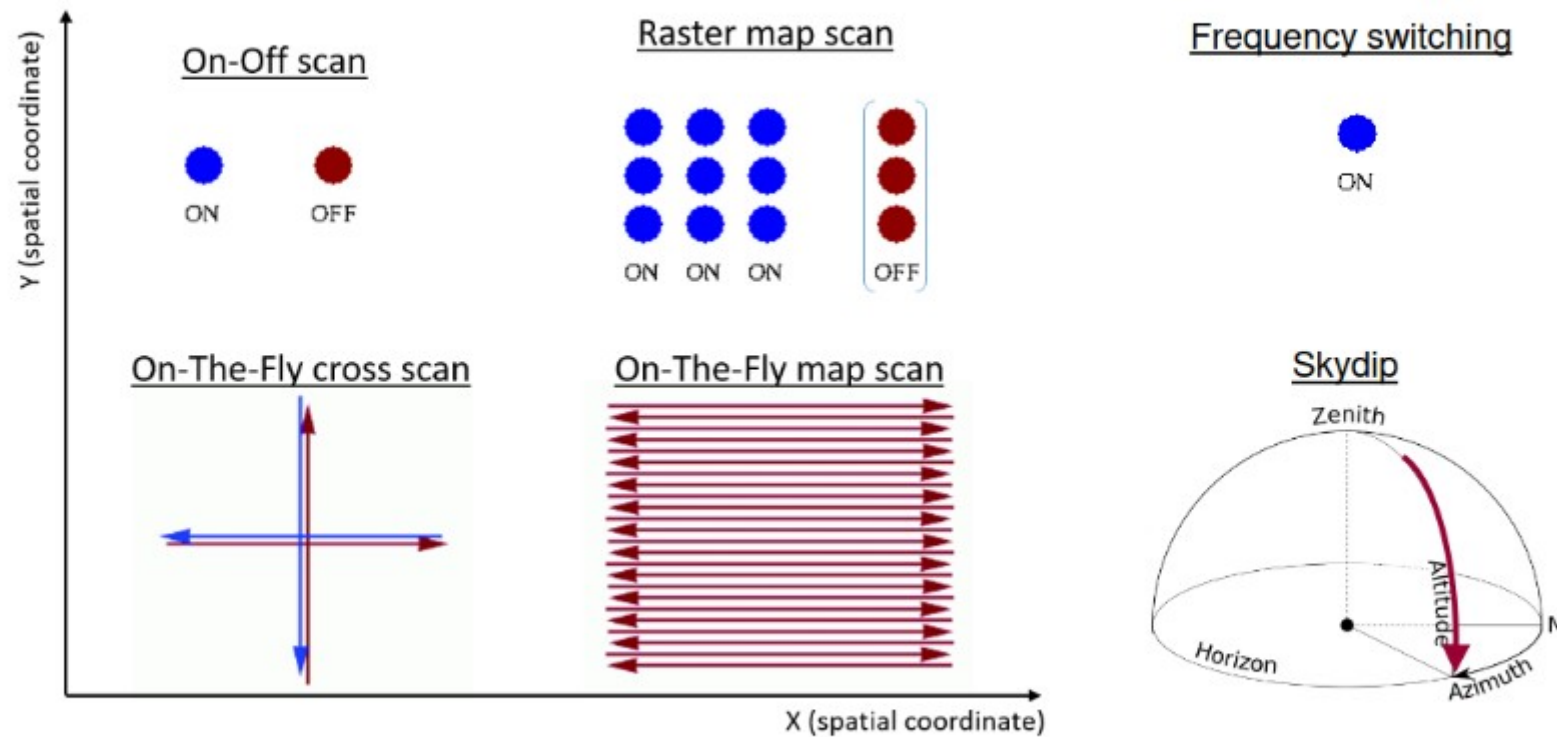 Y (spatial coordinate)
On-Off scan
ON OFF
Raster map scan
ON ON ON OFF
Frequency switching
ON
On-The-Fly cross scan
On-The-Fly map scan
Skydip
Zenith
Altitude
N
Horizon
Azimuth
X (spatial coordinate)